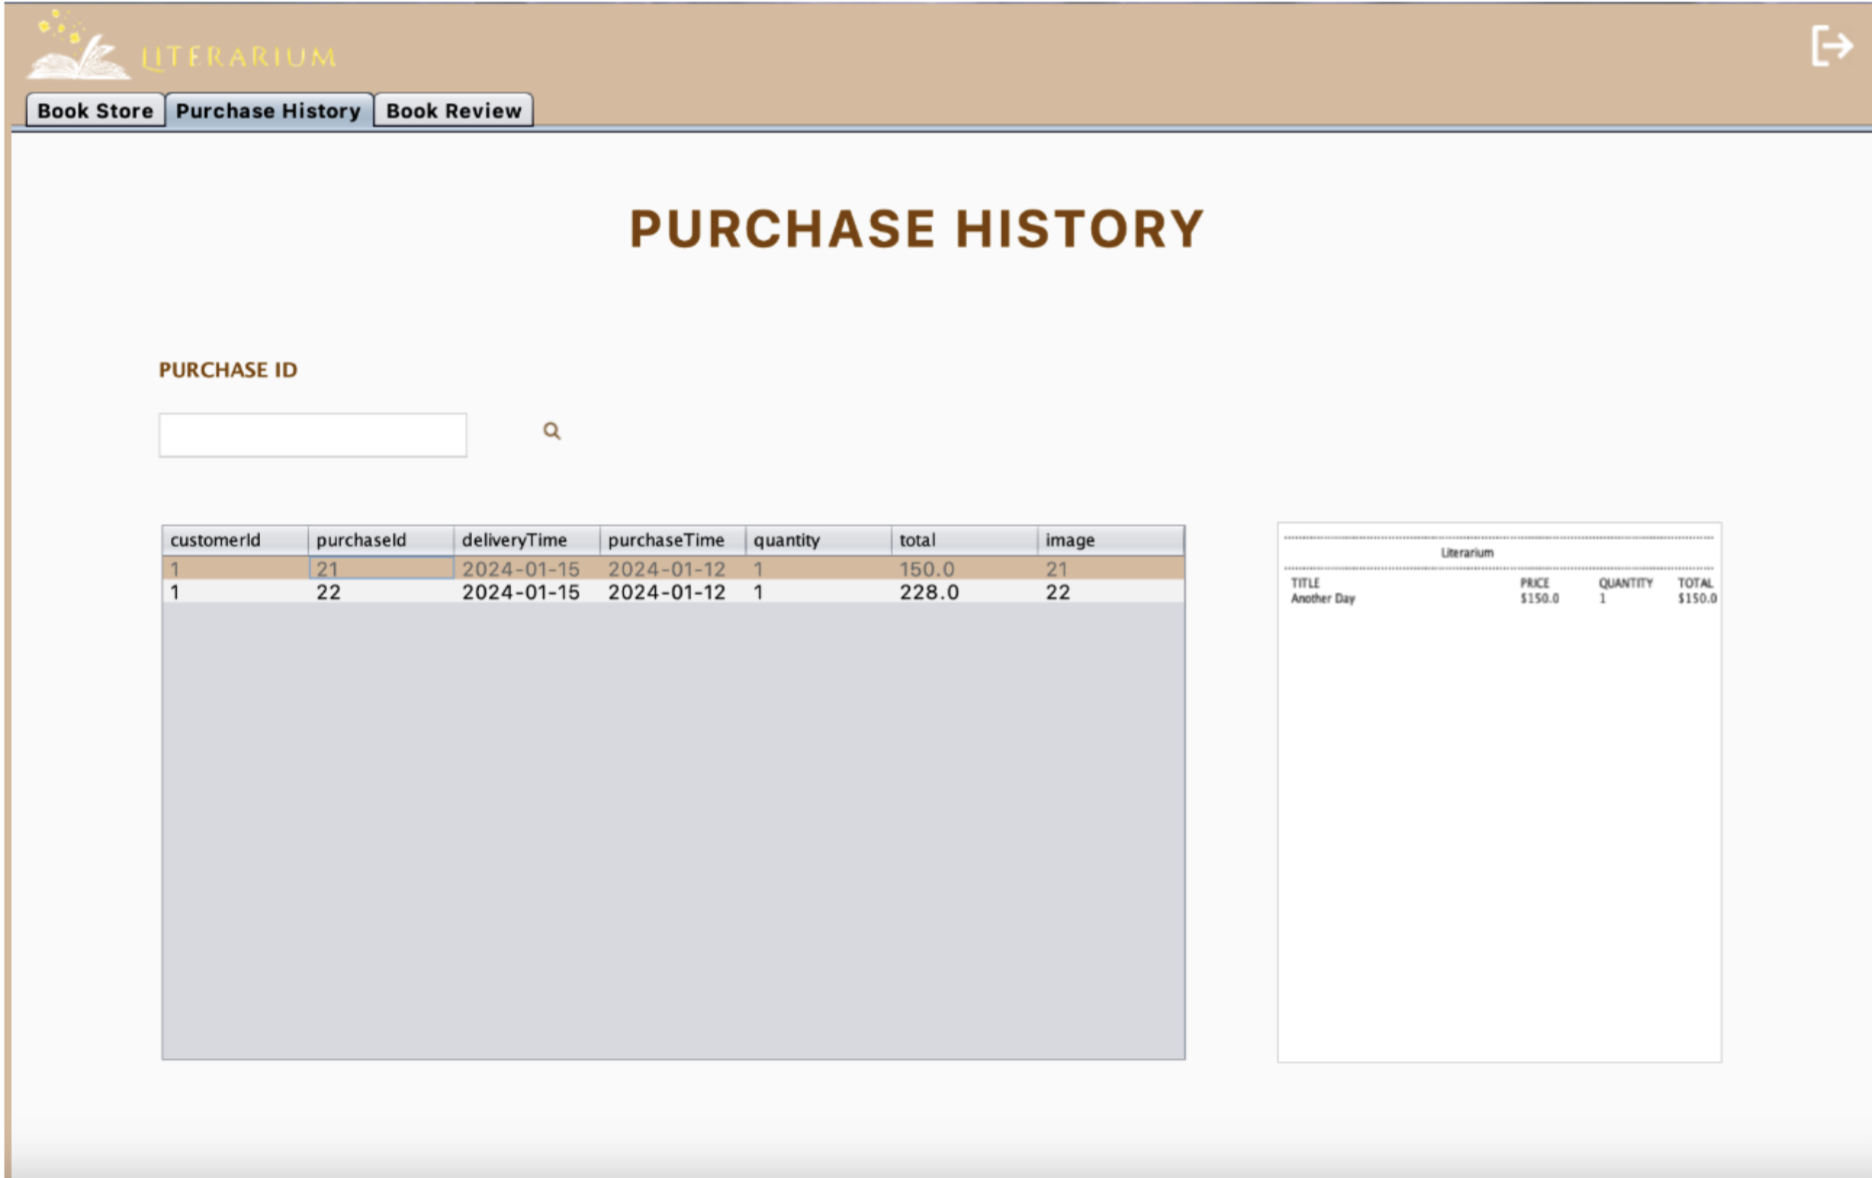 LITERARIUM
Book Store Purchase History Book Review
PURCHASE HISTORY
PURCHASE ID
customerId purchaseId deliveryTime purchaseTime quantity total image
1 21 2024-01-15 2024-01-12 1 150.0 21
1 22 2024-01-15 2024-01-12 1 228.0 22
Literarium
TITLE PRICE QUANTITY TOTAL
Another Day $150.0 1 $150.0